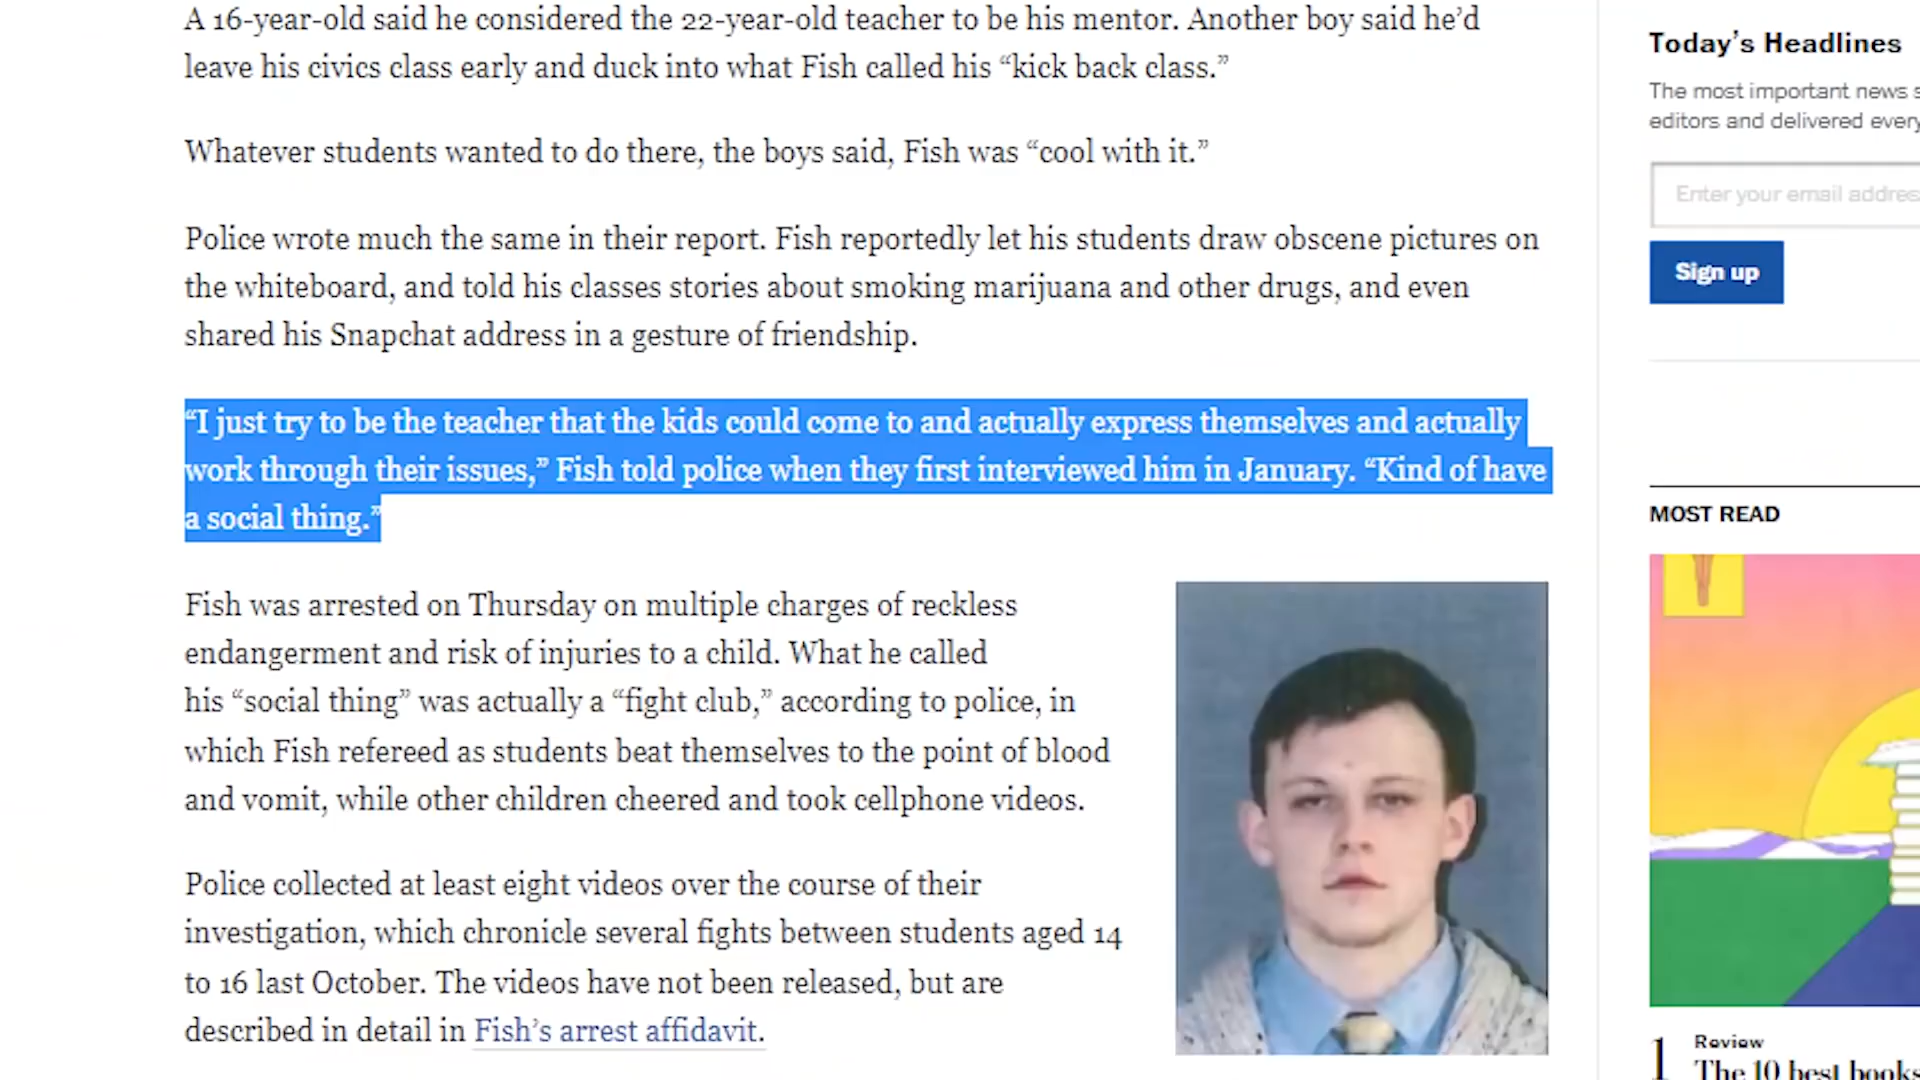 A 16-year-old said he considered the 22-year-old teacher to be his mentor. Another boy said he’d
leave his civics class early and duck into what Fish called his “kick back class.”
Whatever students wanted to do there, the boys said, Fish was “cool with it.”
Police wrote much the same in their report. Fish reportedly let his students draw obscene pictures on
the whiteboard, and told his classes stories about smoking marijuana and other drugs, and even
shared his Snapchat address in a gesture of friendship.
“I just try to be the teacher that the kids could come to and actually express themselves and actually
work through their issues,” Fish told police when they first interviewed him in January. “Kind of have
a social thing.”
Fish was arrested on Thursday on multiple charges of reckless
endangerment and risk of injuries to a child. What he called
his “social thing” was actually a “fight club,” according to police, in
which Fish refereed as students beat themselves to the point of blood
and vomit, while other children cheered and took cellphone videos.
Police collected at least eight videos over the course of their
investigation, which chronicle several fights between students aged 14
to 16 last October. The videos have not been released, but are
described in detail in Fish’s arrest affidavit.
Today’s Headlines
The most important news
editors and delivered every
Enter your email addres
Sign up
MOST READ
1
Review
The 10 best books